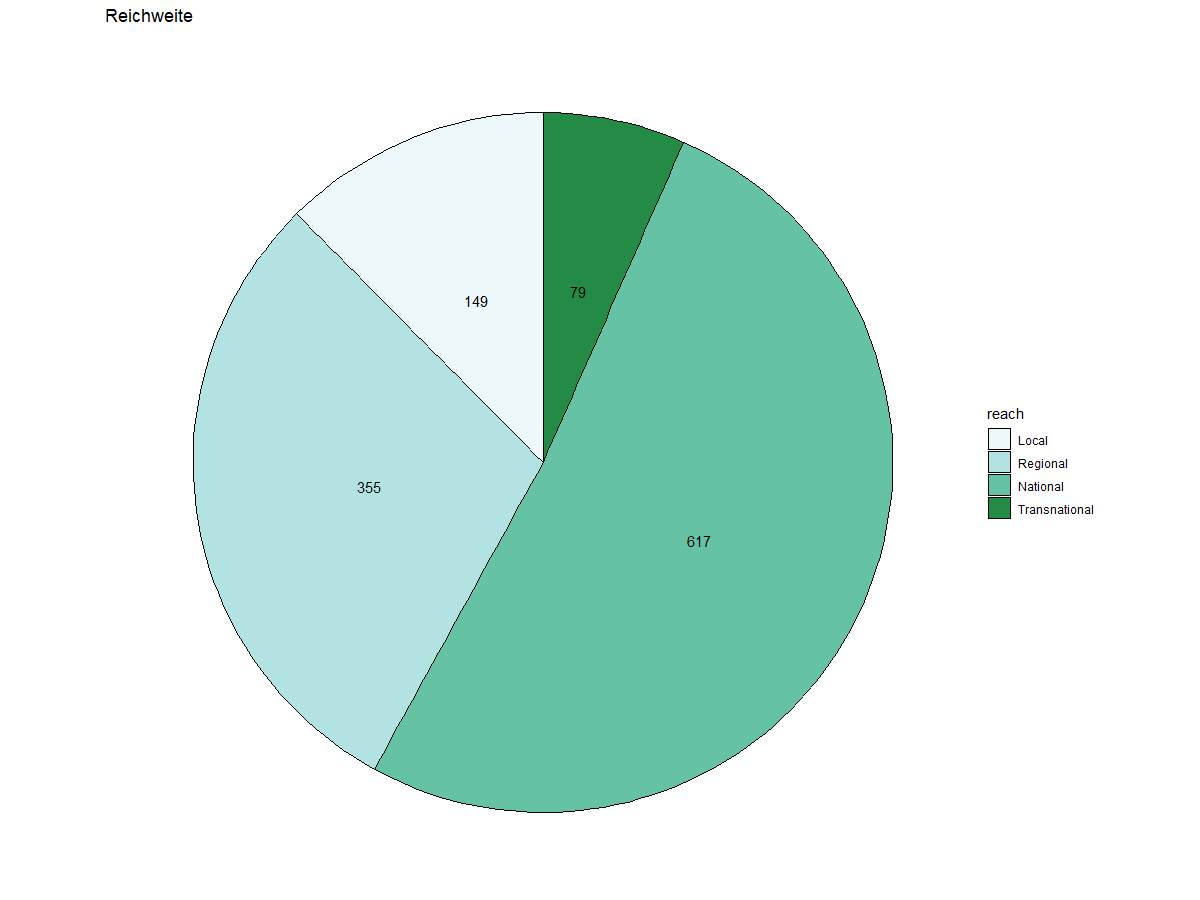 Reichweite
149
79
355
617
reach
Local
Regional
National
Transnational